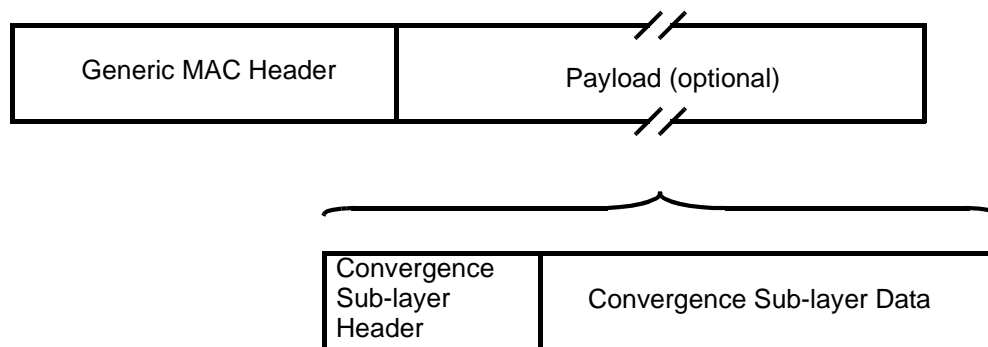 Generic MAC Header
Payload (optional)
Convergence
Sub-layer
Header
Convergence Sub-layer Data